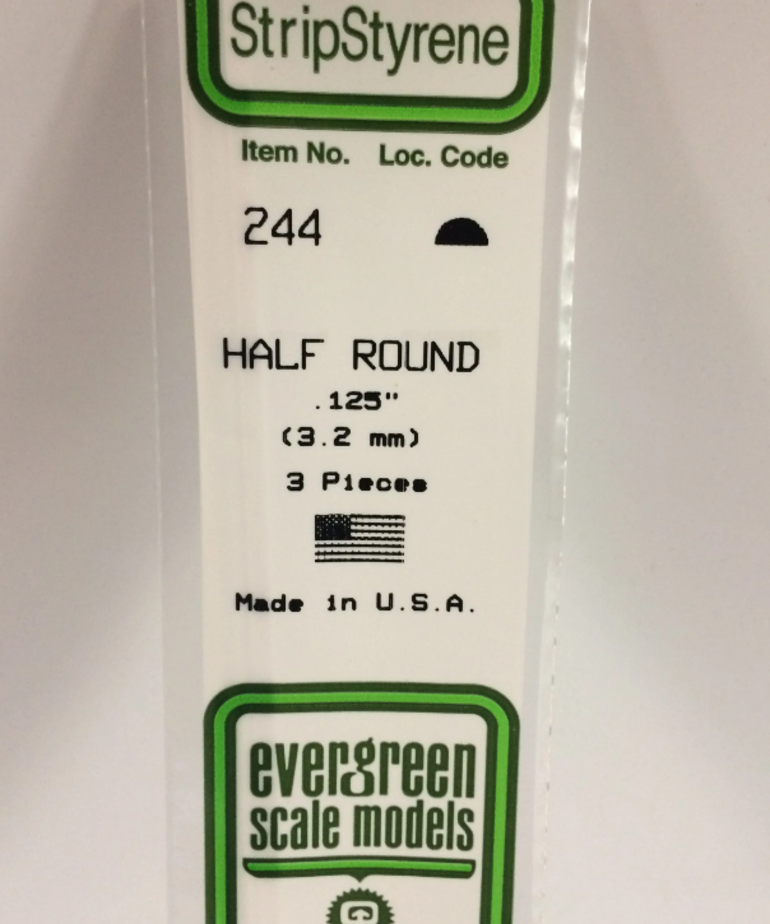 StripStyrene
Item No. Loc. Code
244
HALF ROUND
.125"
(3.2 mm)
3 Pieces
Made in U.S.A.
evergreen
scale models